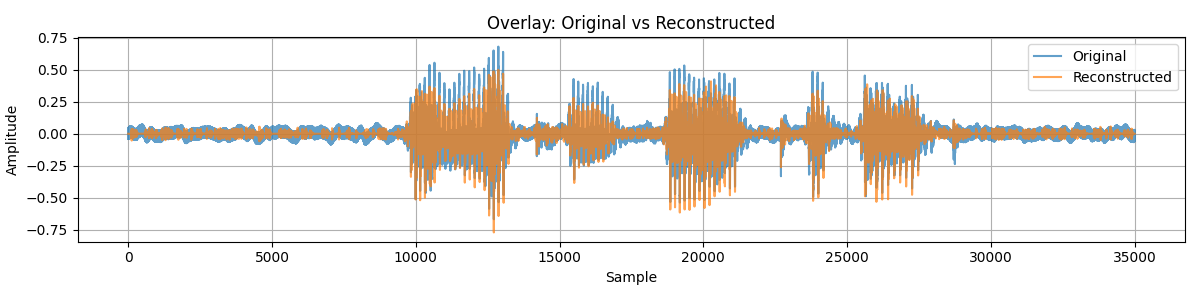 Overlay: Original vs Reconstructed
Amplitude
0.75
0.50
0.25
0.00
−0.25
−0.50
−0.75
Original
Reconstructed
0 5000 10000 15000 20000 25000 30000 35000
Sample